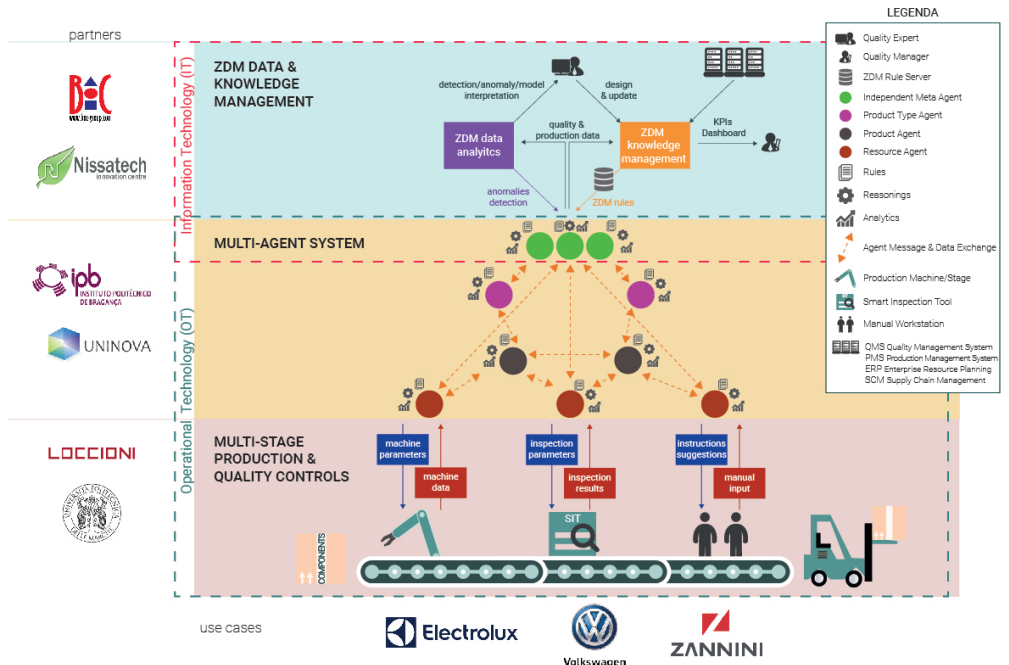 LEGENDA
Quality Expert
Quality Manager
ZDM Rule Server
Independent Meta Agent
Product Type Agent
Product Agent
Resource Agent
Rules
Reasonings
Analytics
Agent Message & Data Exchange
Production Machine/Stage
Smart Inspection Tool
Manual Workstation
QMS Quality Management System
PMS Production Management System
ERP Enterprise Resource Planning
SCM Supply Chain Management
partners
BOC
www.boc-group.com
Nissatech
innovation centre
ipb
INSTITUTO POLITÉCNICO
DE BRAGANÇA
UNINOVA
LOCCIONI
Information Technology (IT)
Operational Technology (OT)
ZDM DATA &
KNOWLEDGE
MANAGEMENT
detection/anomaly/model
interpretation
design
& update
quality &
production data
KPIs
Dashboard
ZDM data
analyitcs
ZDM
knowledge
management
anomalies
detection
ZDM rules
MULTI-AGENT SYSTEM
MULTI-STAGE
PRODUCTION &
QUALITY CONTROLS
machine
parameters
machine
data
inspection
parameters
inspection
results
instructions
suggestions
manual
input
SIT
COMPONENTS
use cases
Electrolux
Volkswagen
ZANNINI